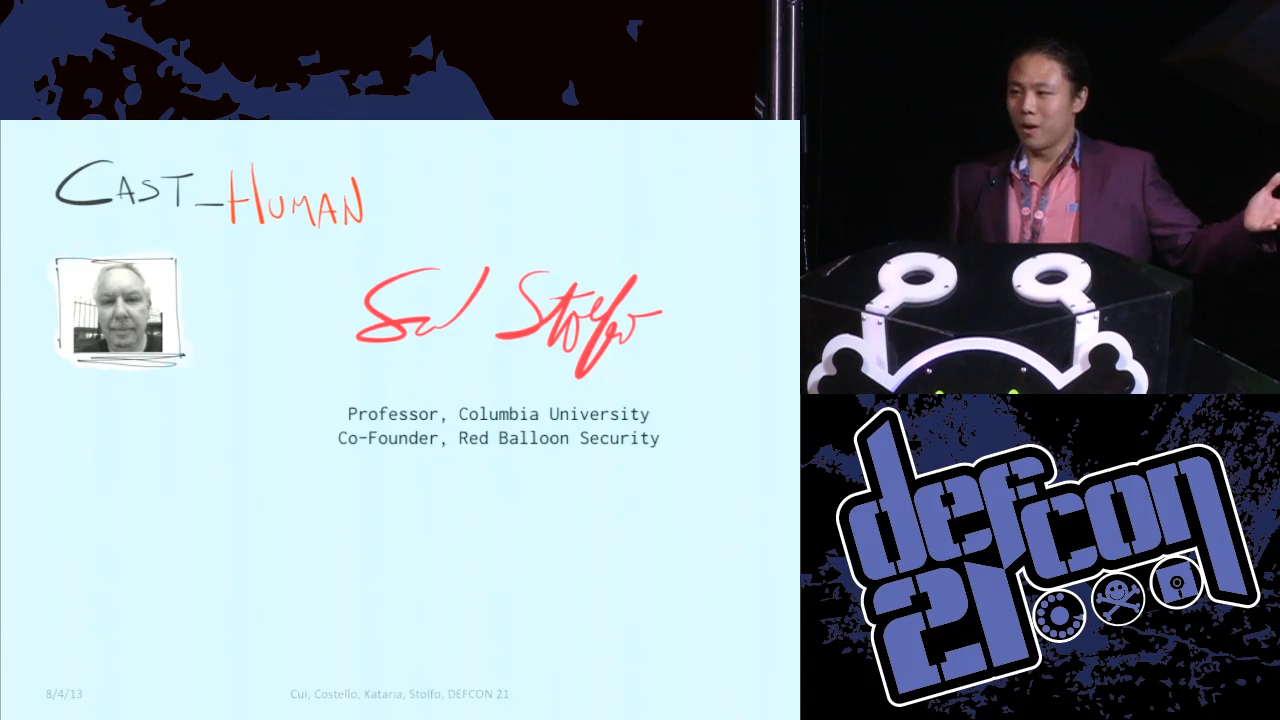 CAST_HUMAN
Sal Stolfo
Professor, Columbia University
Co-Founder, Red Balloon Security
8/4/13
Cui, Costello, Kataria, Stolfo, DEFCON 21
defcon
21